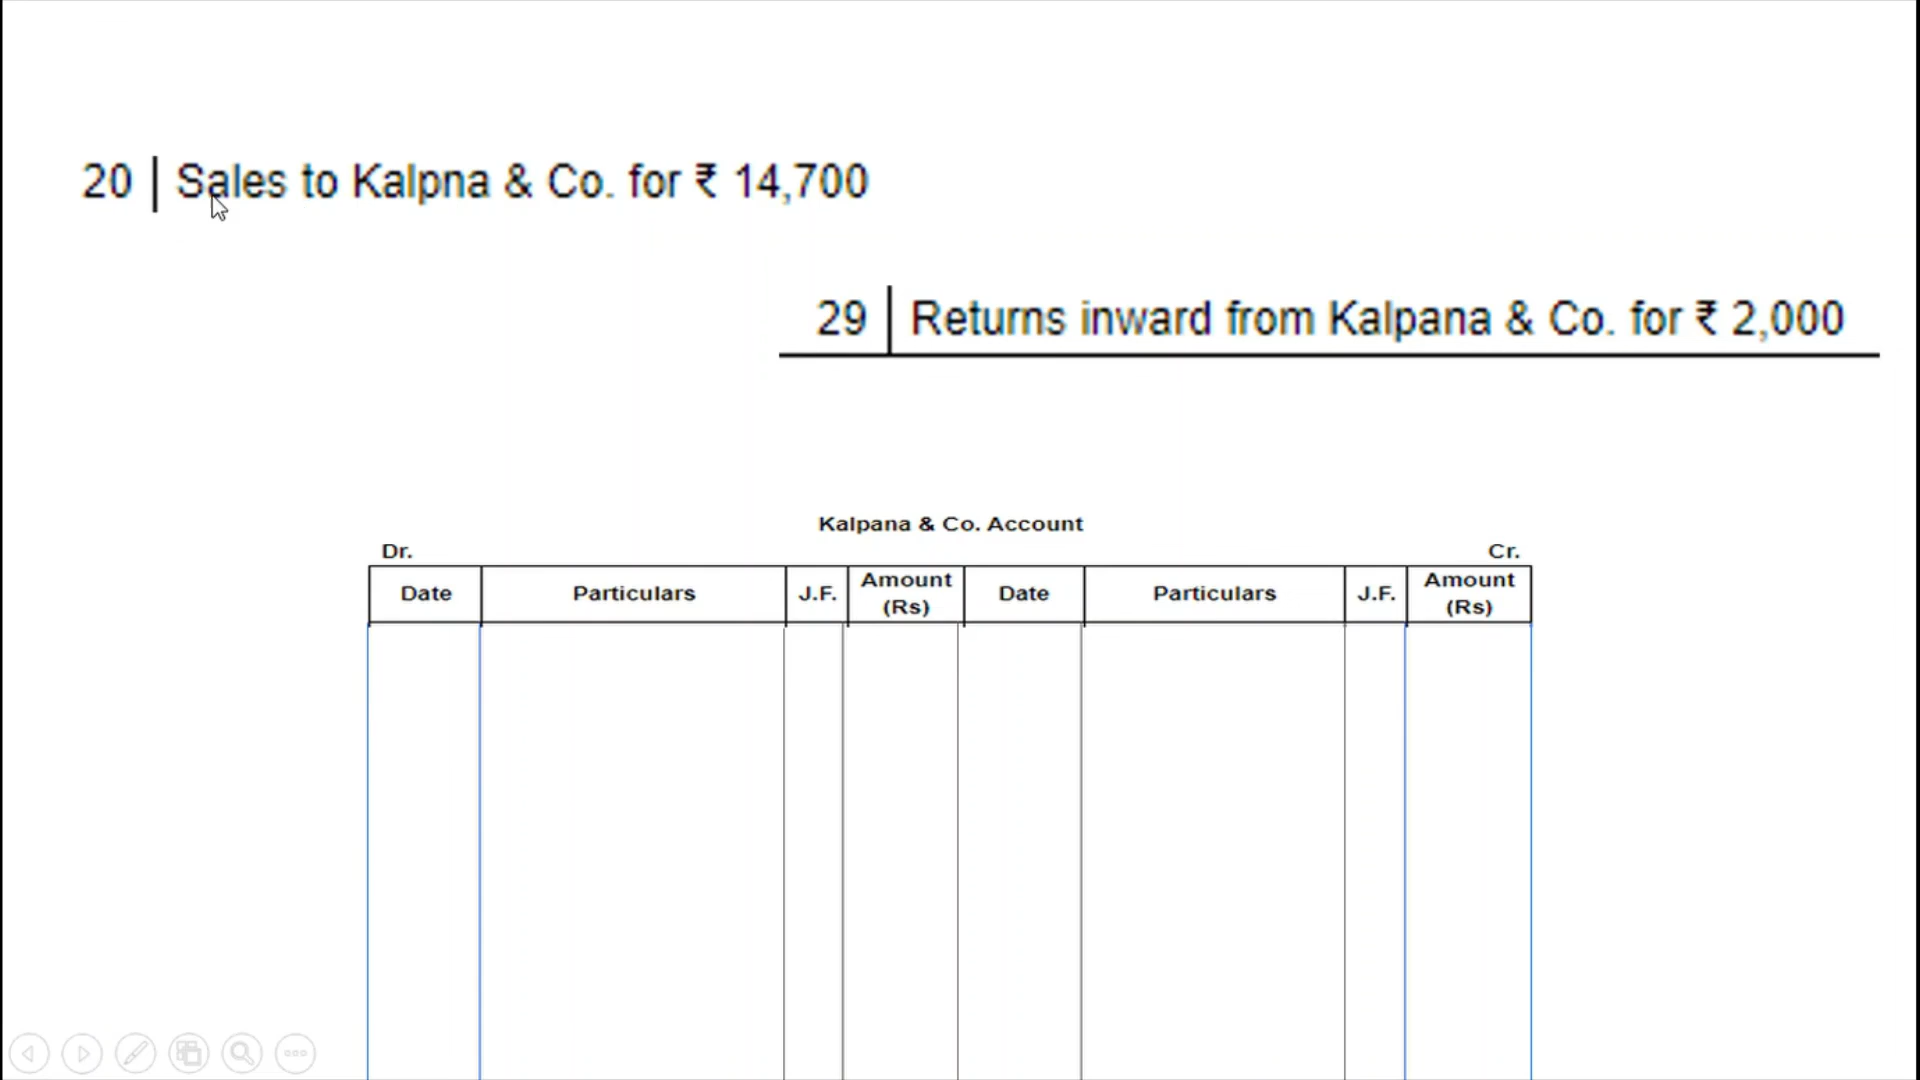 20 Sales to Kalpna & Co. for ₹ 14,700
29 Returns inward from Kalpana & Co. for ₹ 2,000
Kalpana & Co. Account
Dr. Cr.
Date Particulars J.F. Amount (Rs) Date Particulars J.F. Amount (Rs)